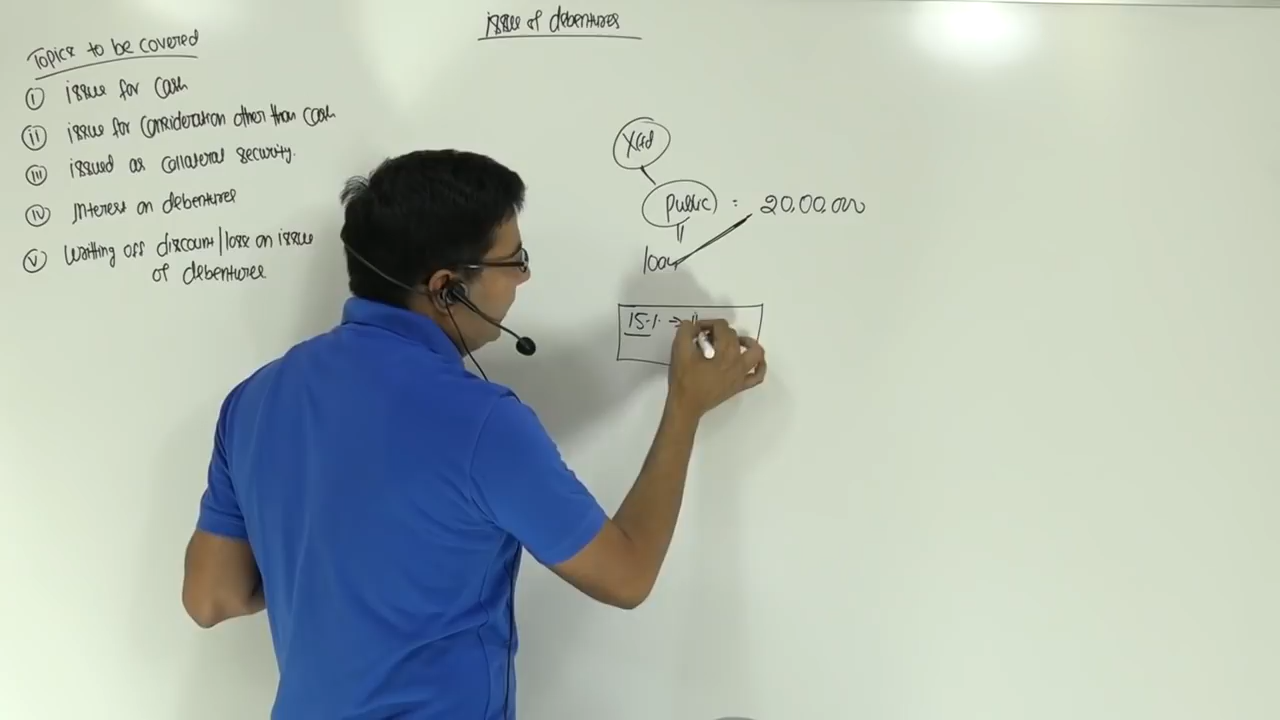 issue of debentures
Topics to be covered
i issue for cash
ii issue for consideration other than cash
iii issued as collateral security.
iv interest on debentures
v Writting off discount/loss on issue
of debentures
X Ltd
public : 20,00,000
loan
15% →